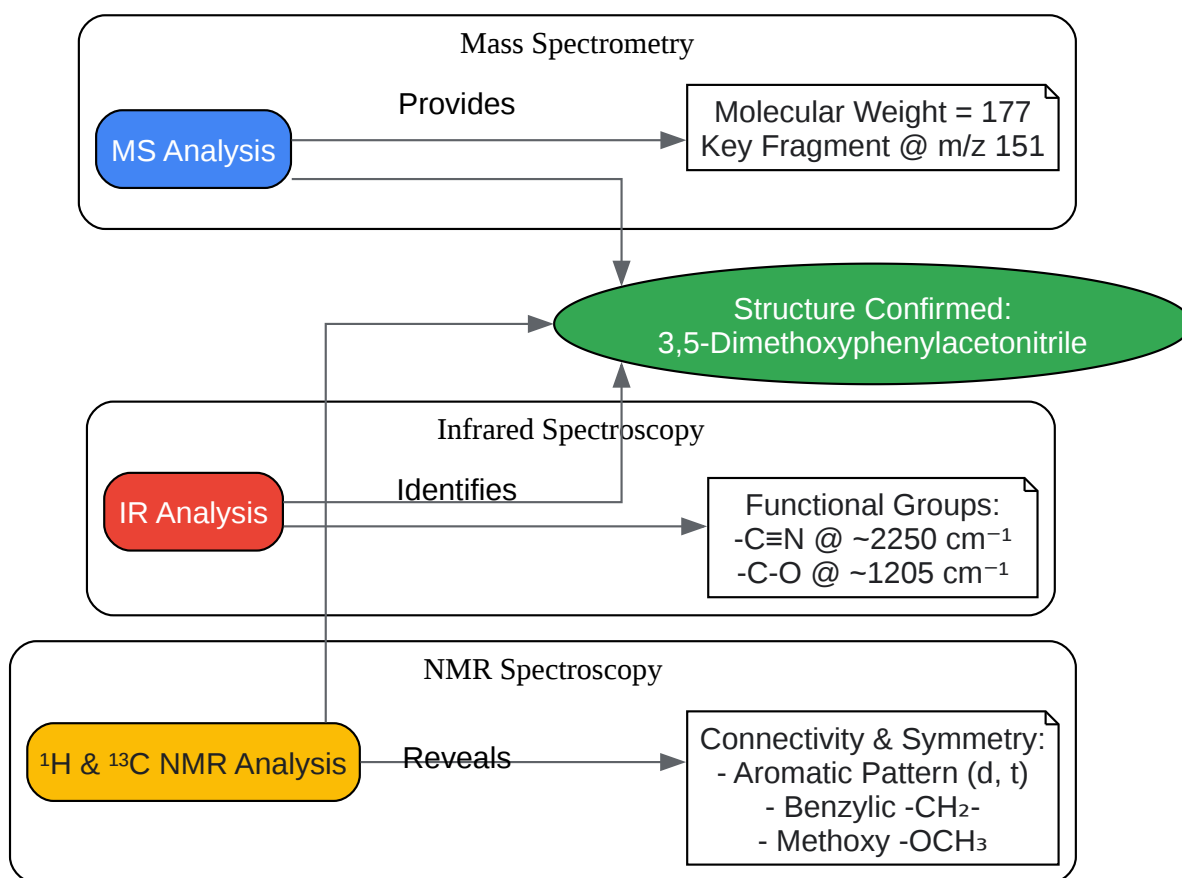 Mass Spectrometry
MS Analysis
Provides
Molecular Weight = 177
Key Fragment @ m/z 151
Structure Confirmed:
3,5-Dimethoxyphenylacetonitrile
Infrared Spectroscopy
IR Analysis
Identifies
Functional Groups:
-C≡N @ ~2250 cm⁻¹
-C-O @ ~1205 cm⁻¹
NMR Spectroscopy
¹H & ¹³C NMR Analysis
Reveals
Connectivity & Symmetry:
- Aromatic Pattern (d, t)
- Benzylic -CH₂-
- Methoxy -OCH₃